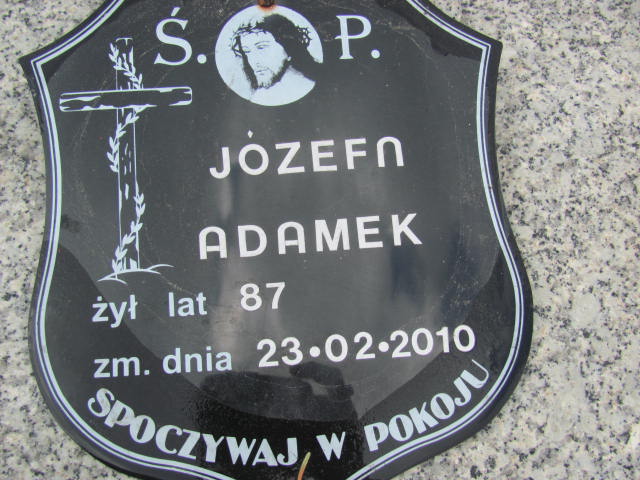 Ś. P.
JÓZEFA
ADAMEK
żył lat 87
zm. dnia 23•02•2010
SPOCZYWAJ W POKOJU